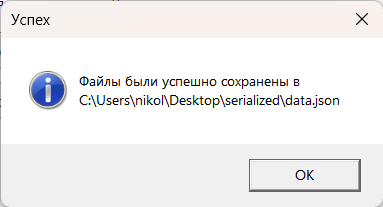 Успех
Файлы были успешно сохранены в
C:\Users\nikol\Desktop\serialized\data.json
OK